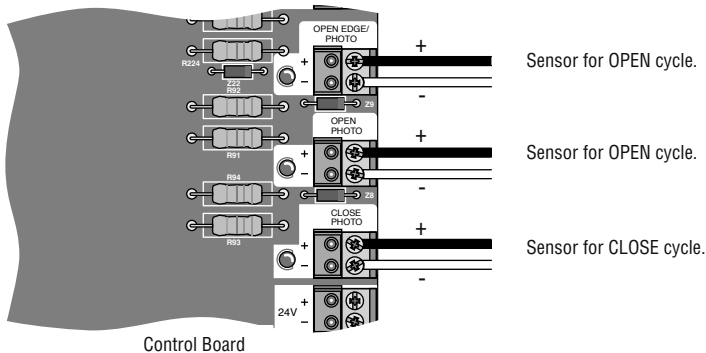 OPEN EDGE/
PHOTO
R224
+
−
+
-
Sensor for OPEN cycle.
Z22
R92
Z9
OPEN
PHOTO
R91
+
−
+
-
Sensor for OPEN cycle.
R94
Z8
CLOSE
PHOTO
R93
+
−
+
-
Sensor for CLOSE cycle.
24V
+
−
Control Board